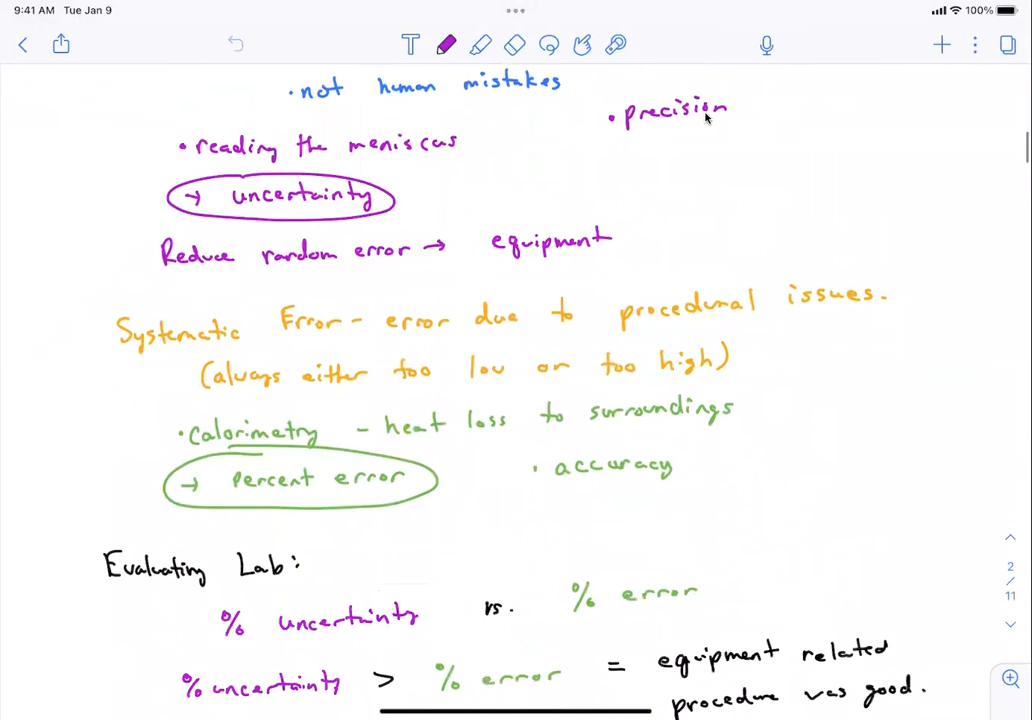 9:41 AM Tue Jan 9
100%
· not human mistakes
· precision
· reading the meniscus
→ uncertainty
Reduce random error → equipment
Systematic Error - error due to procedural issues.
(always either too low or too high)
· calorimetry - heat loss to surroundings
→ percent error
· accuracy
Evaluating Lab:
% uncertainty vs. % error
% uncertainty > % error = equipment related
procedure was good.
2
/
11